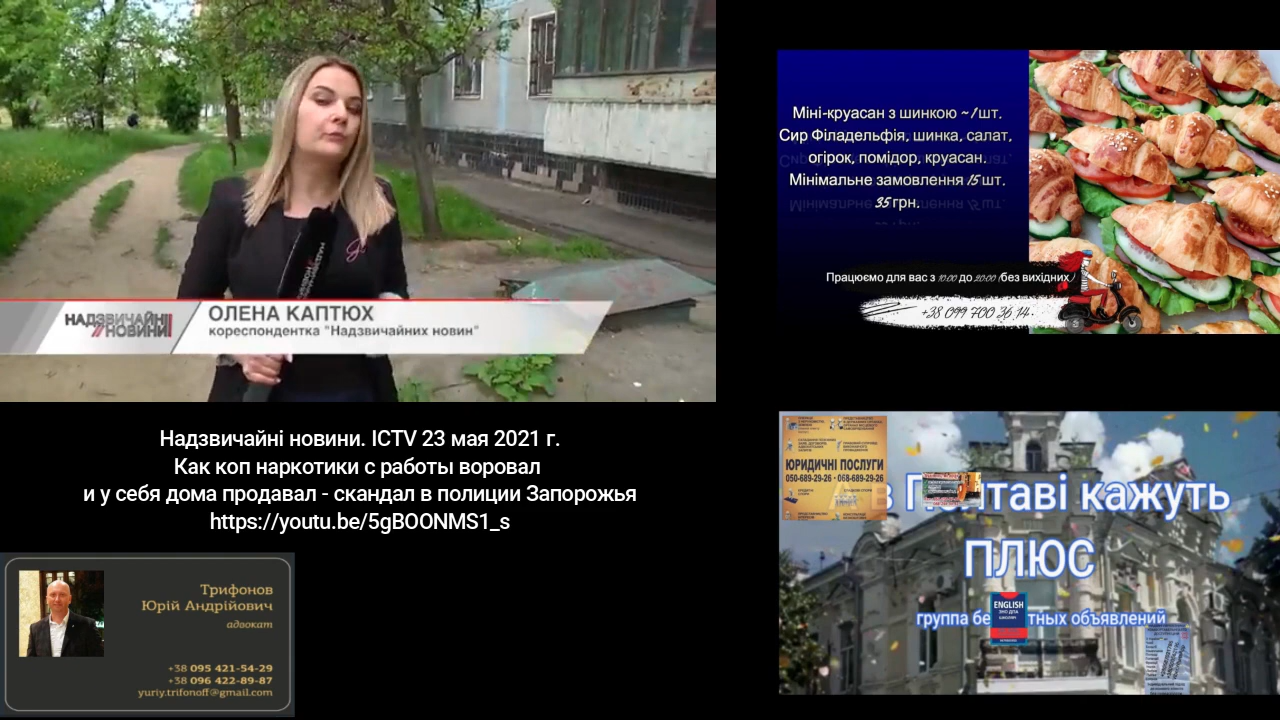 НАДЗВИЧАЙНІ
НОВИНИ
ОЛЕНА КАПТЮХ
кореспондентка "Надзвичайних новин"
Надзвичайні новини. ICTV 23 мая 2021 г.
Как коп наркотики с работы воровал
и у себя дома продавал - скандал в полиции Запорожья
https://youtu.be/5gBOONMS1_s
Трифонов
Юрій Андрійович
адвокат
+38 095 421-54-29
+38 096 422-89-87
yuriy.trifonoff@gmail.com
Міні-круасан з шинкою ~/шт.
Сир Філадельфія, шинка, салат,
огірок, помідор, круасан.
Мінімальне замовлення 15 шт.
35 грн.
Працюємо для вас з 10:00 до 20:00 /без вихідних/
+38 099 700 36 14
ЮРИДИЧНІ ПОСЛУГИ
050-689-29-26 • 068-689-29-26
в П таві кажуть
ПЛЮС
ENGLISH
ЗНО ДПА
группа бе тных объявлений